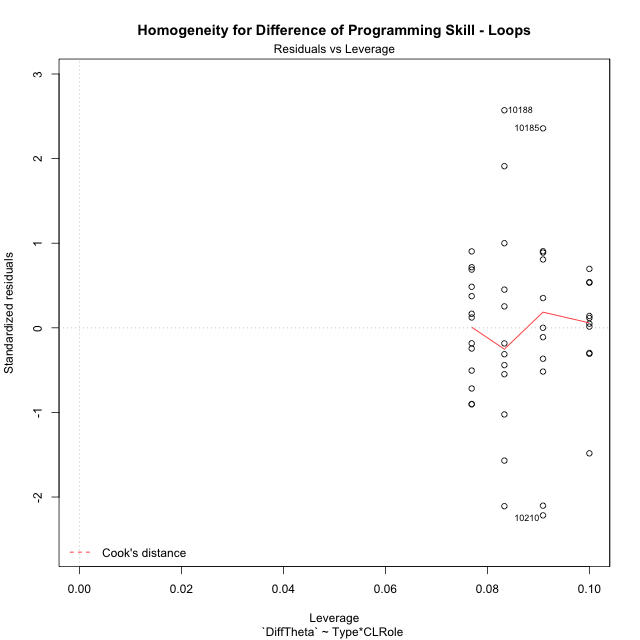 Homogeneity for Difference of Programming Skill - Loops
Residuals vs Leverage
3
2
1
0
-1
-2
Standardized residuals
10188
10185
10210
Cook's distance
0.00 0.02 0.04 0.06 0.08 0.10
Leverage
`DiffTheta` ~ Type*CLRole